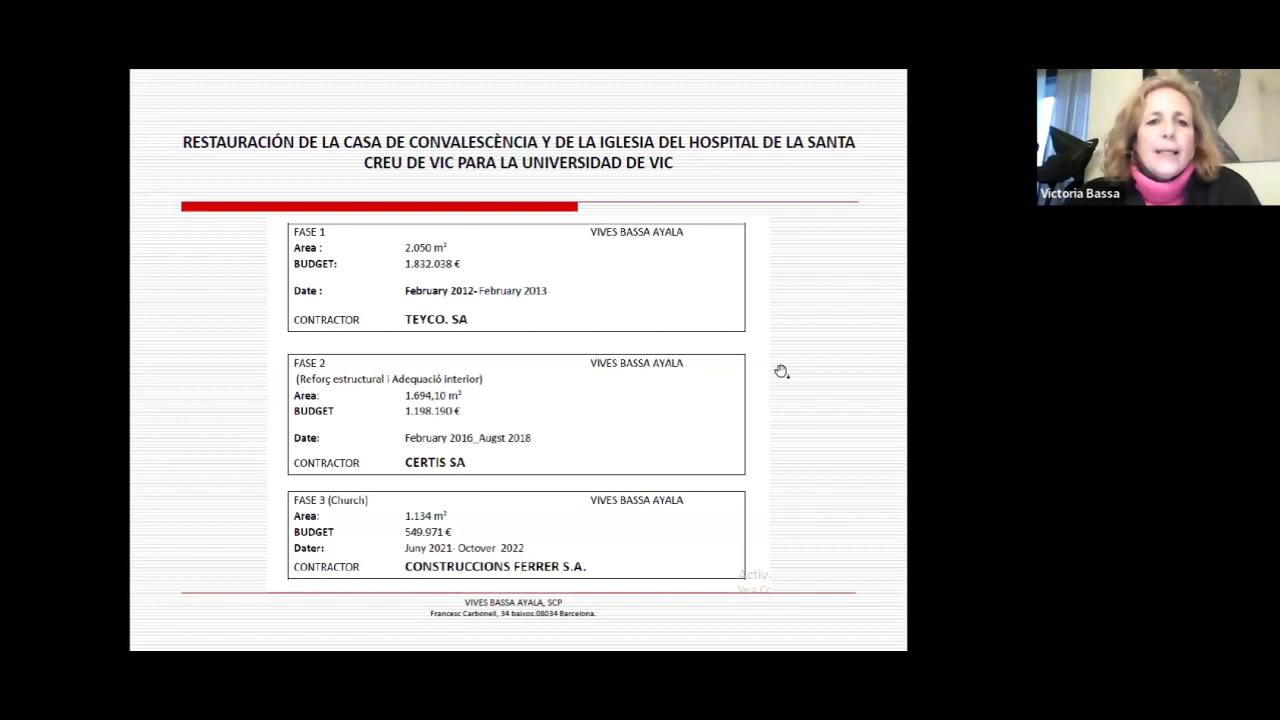 RESTAURACIÓN DE LA CASA DE CONVALESCÈNCIA Y DE LA IGLESIA DEL HOSPITAL DE LA SANTA
CREU DE VIC PARA LA UNIVERSIDAD DE VIC
Victoria Bassa
FASE 1 VIVES BASSA AYALA
Area : 2.050 m²
BUDGET: 1.832.038 €
Date : February 2012- February 2013
CONTRACTOR TEYCO. SA
FASE 2 VIVES BASSA AYALA
(Reforç estructural i Adequació interior)
Area: 1.694,10 m²
BUDGET 1.198.190 €
Date: February 2016_Augst 2018
CONTRACTOR CERTIS SA
FASE 3 (Church) VIVES BASSA AYALA
Area: 1.134 m²
BUDGET 549.971 €
Dater: Juny 2021- Octover 2022
CONTRACTOR CONSTRUCCIONS FERRER S.A.
Activ
Ve a Co
VIVES BASSA AYALA, SCP
Francesc Carbonell, 34 baixos.08034 Barcelona.